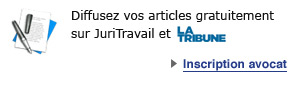 Diffusez vos articles gratuitement
sur JuriTravail et LA TRIBUNE
Inscription avocat